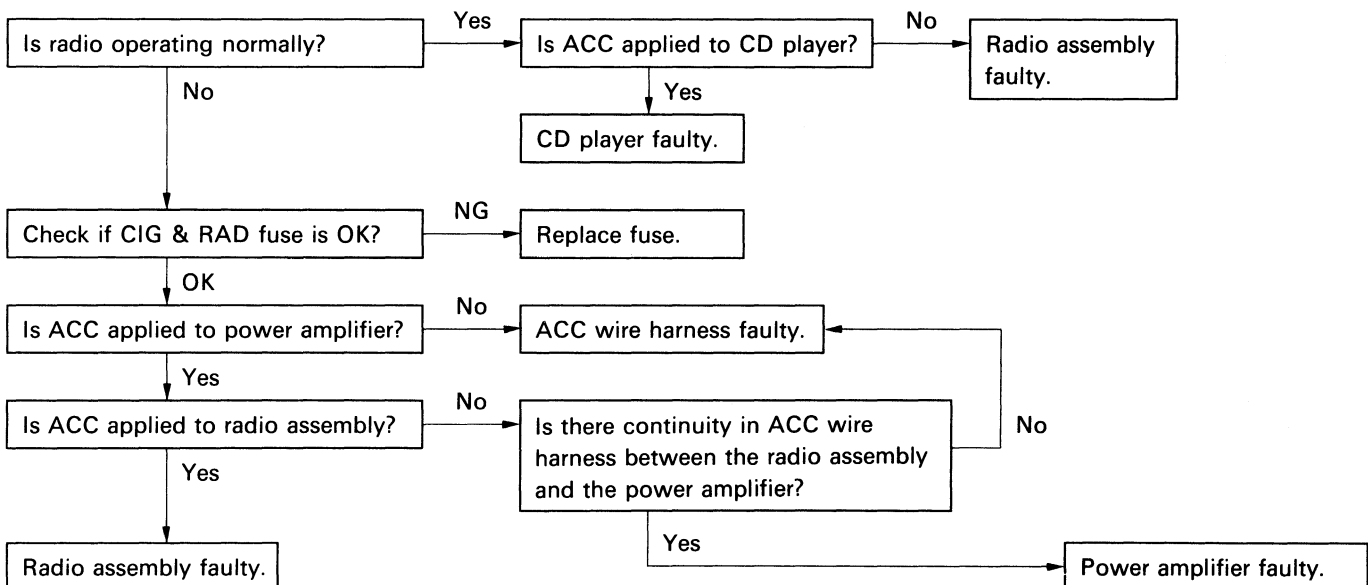 Is radio operating normally?
Yes
Is ACC applied to CD player?
No
Radio assembly
faulty.
No
Yes
CD player faulty.
Check if CIG & RAD fuse is OK?
NG
Replace fuse.
OK
Is ACC applied to power amplifier?
No
ACC wire harness faulty.
Yes
Is ACC applied to radio assembly?
No
Is there continuity in ACC wire
harness between the radio assembly
and the power amplifier?
No
Yes
Yes
Radio assembly faulty.
Power amplifier faulty.